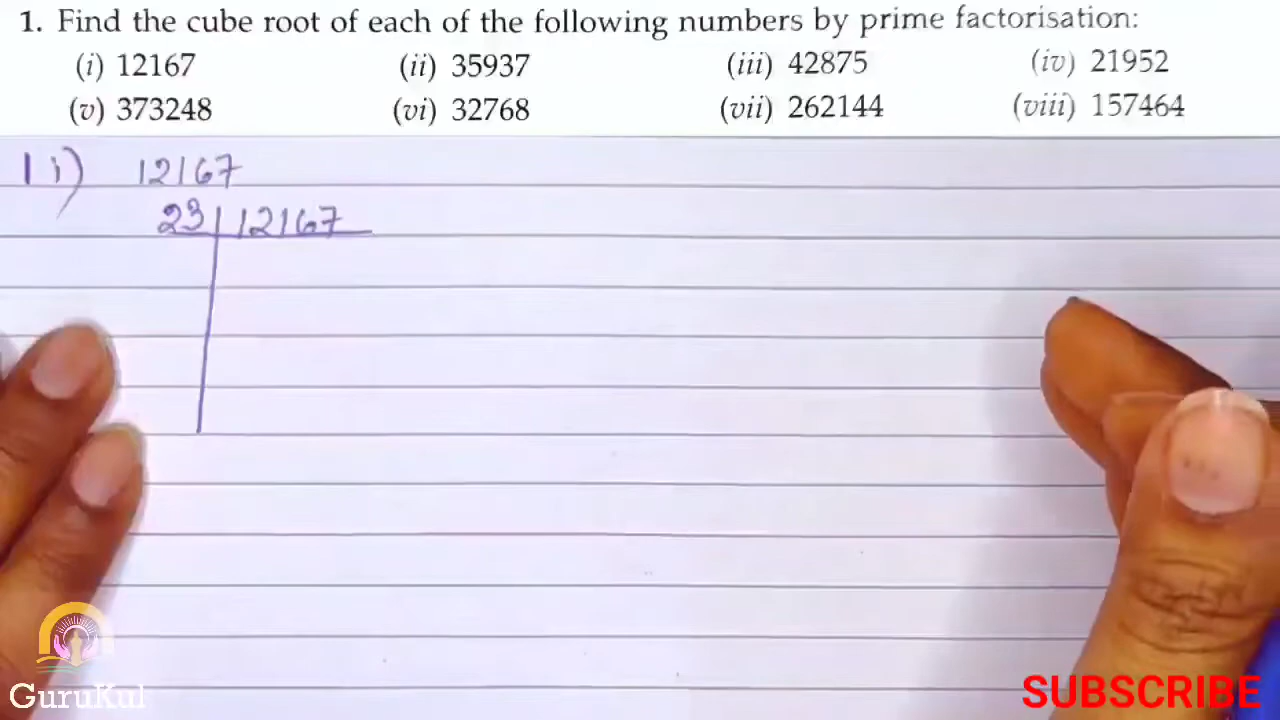 1. Find the cube root of each of the following numbers by prime factorisation:
(i) 12167 (ii) 35937 (iii) 42875 (iv) 21952
(v) 373248 (vi) 32768 (vii) 262144 (viii) 157464
1 i) 12167
23 | 12167
GuruKul
SUBSCRIBE